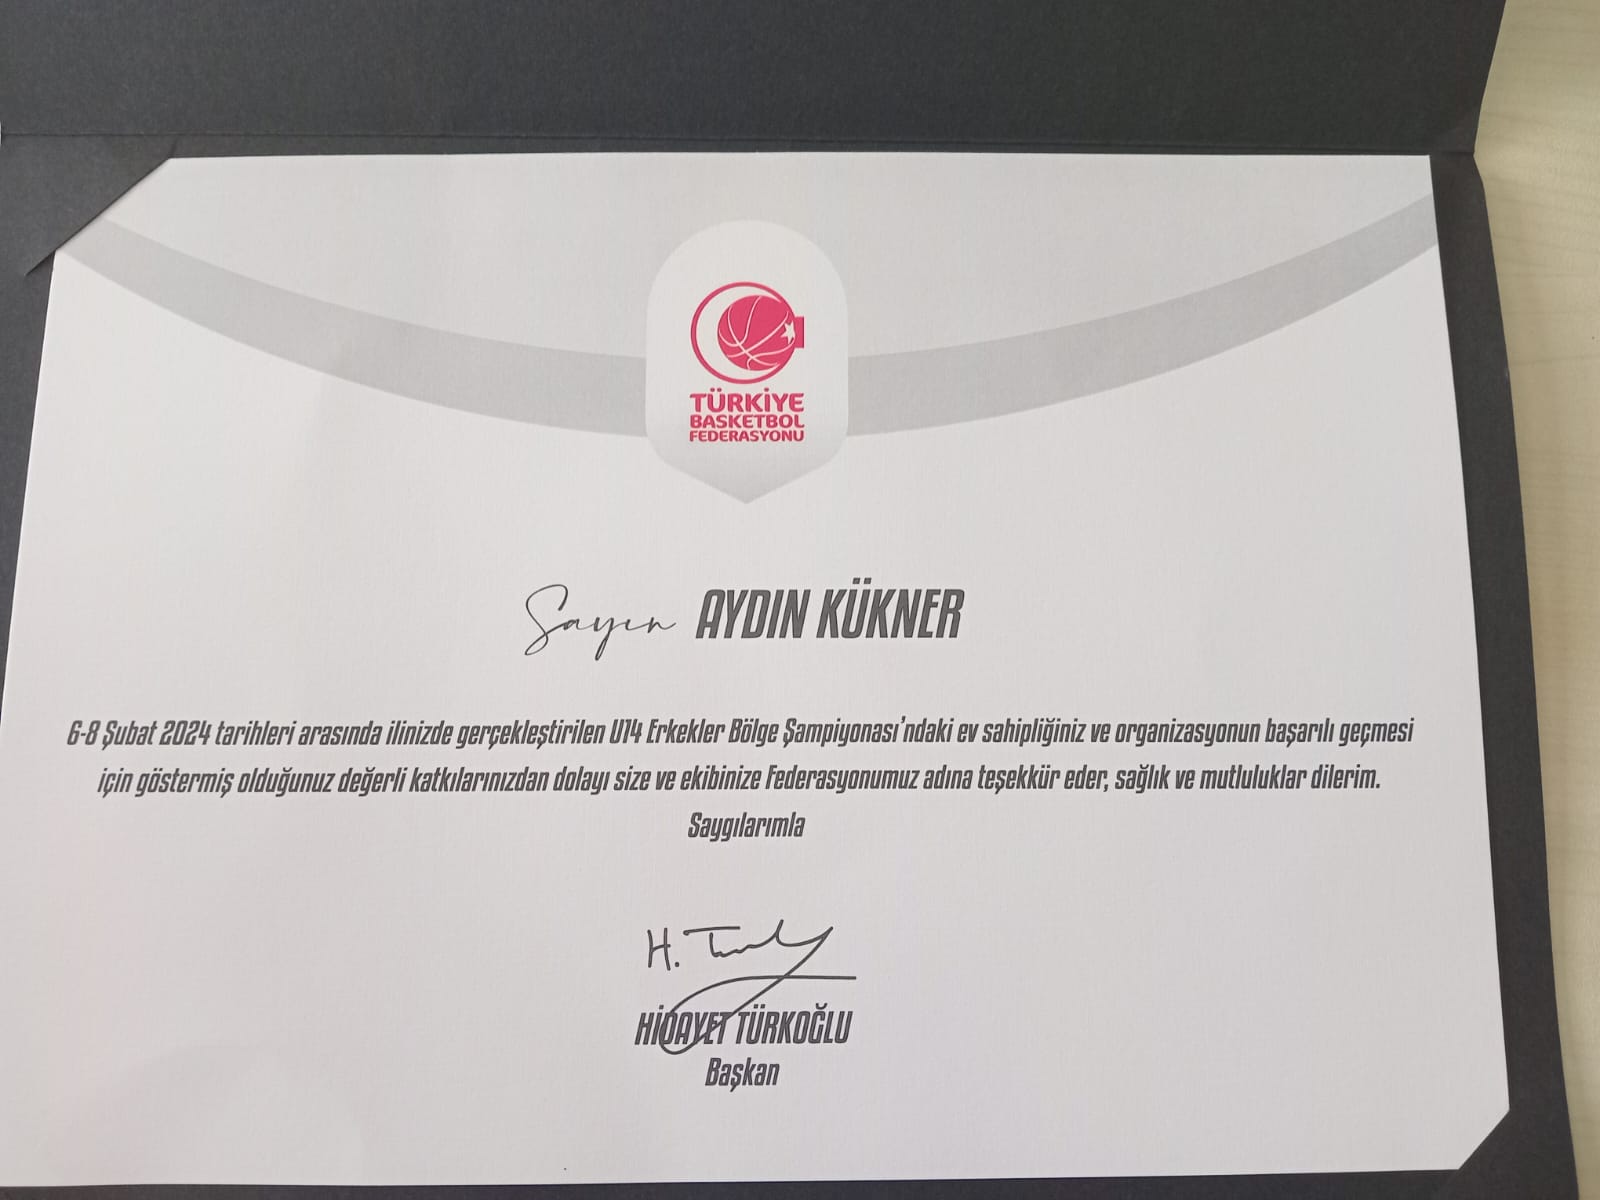 TÜRKİYE
BASKETBOL
FEDERASYONU
Sayın AYDIN KÜKNER
6-8 Şubat 2024 tarihleri arasında ilinizde gerçekleştirilen U14 Erkekler Bölge Şampiyonası'ndaki ev sahipliğiniz ve organizasyonun başarılı geçmesi
için göstermiş olduğunuz değerli katkılarınızdan dolayı size ve ekibinize Federasyonumuz adına teşekkür eder, sağlık ve mutluluklar dilerim.
Saygılarımla
HİDAYET TÜRKOĞLU
Başkan